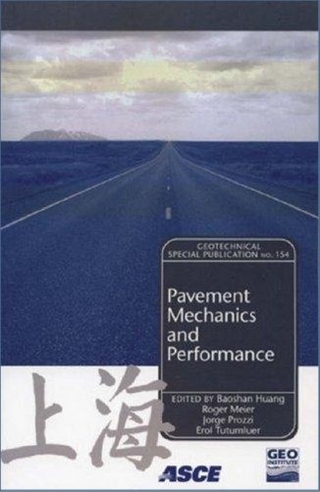 GEOTECHNICAL
SPECIAL PUBLICATION NO. 154
Pavement
Mechanics
and
Performance
EDITED BY Baoshan Huang
Roger Meier
Jorge Prozzi
Erol Tutumluer
上海
ASCE
GEO
INSTITUTE